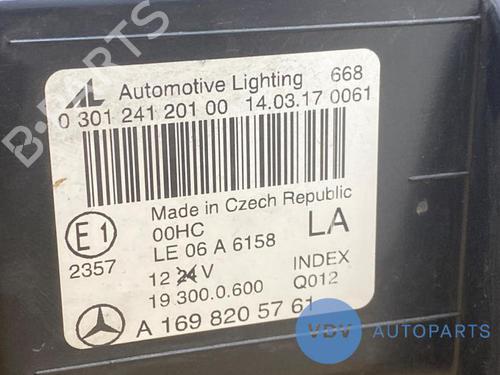 AL Automotive Lighting 668
0 301 241 201 00 14.03.17 0061
Made in Czech Republic
E1 00HC LA
2357 LE 06 A 6158
12 24 V INDEX
19 300.0.600 Q012
A 169 820 57 61
B-PARTS
VDV AUTOPARTS